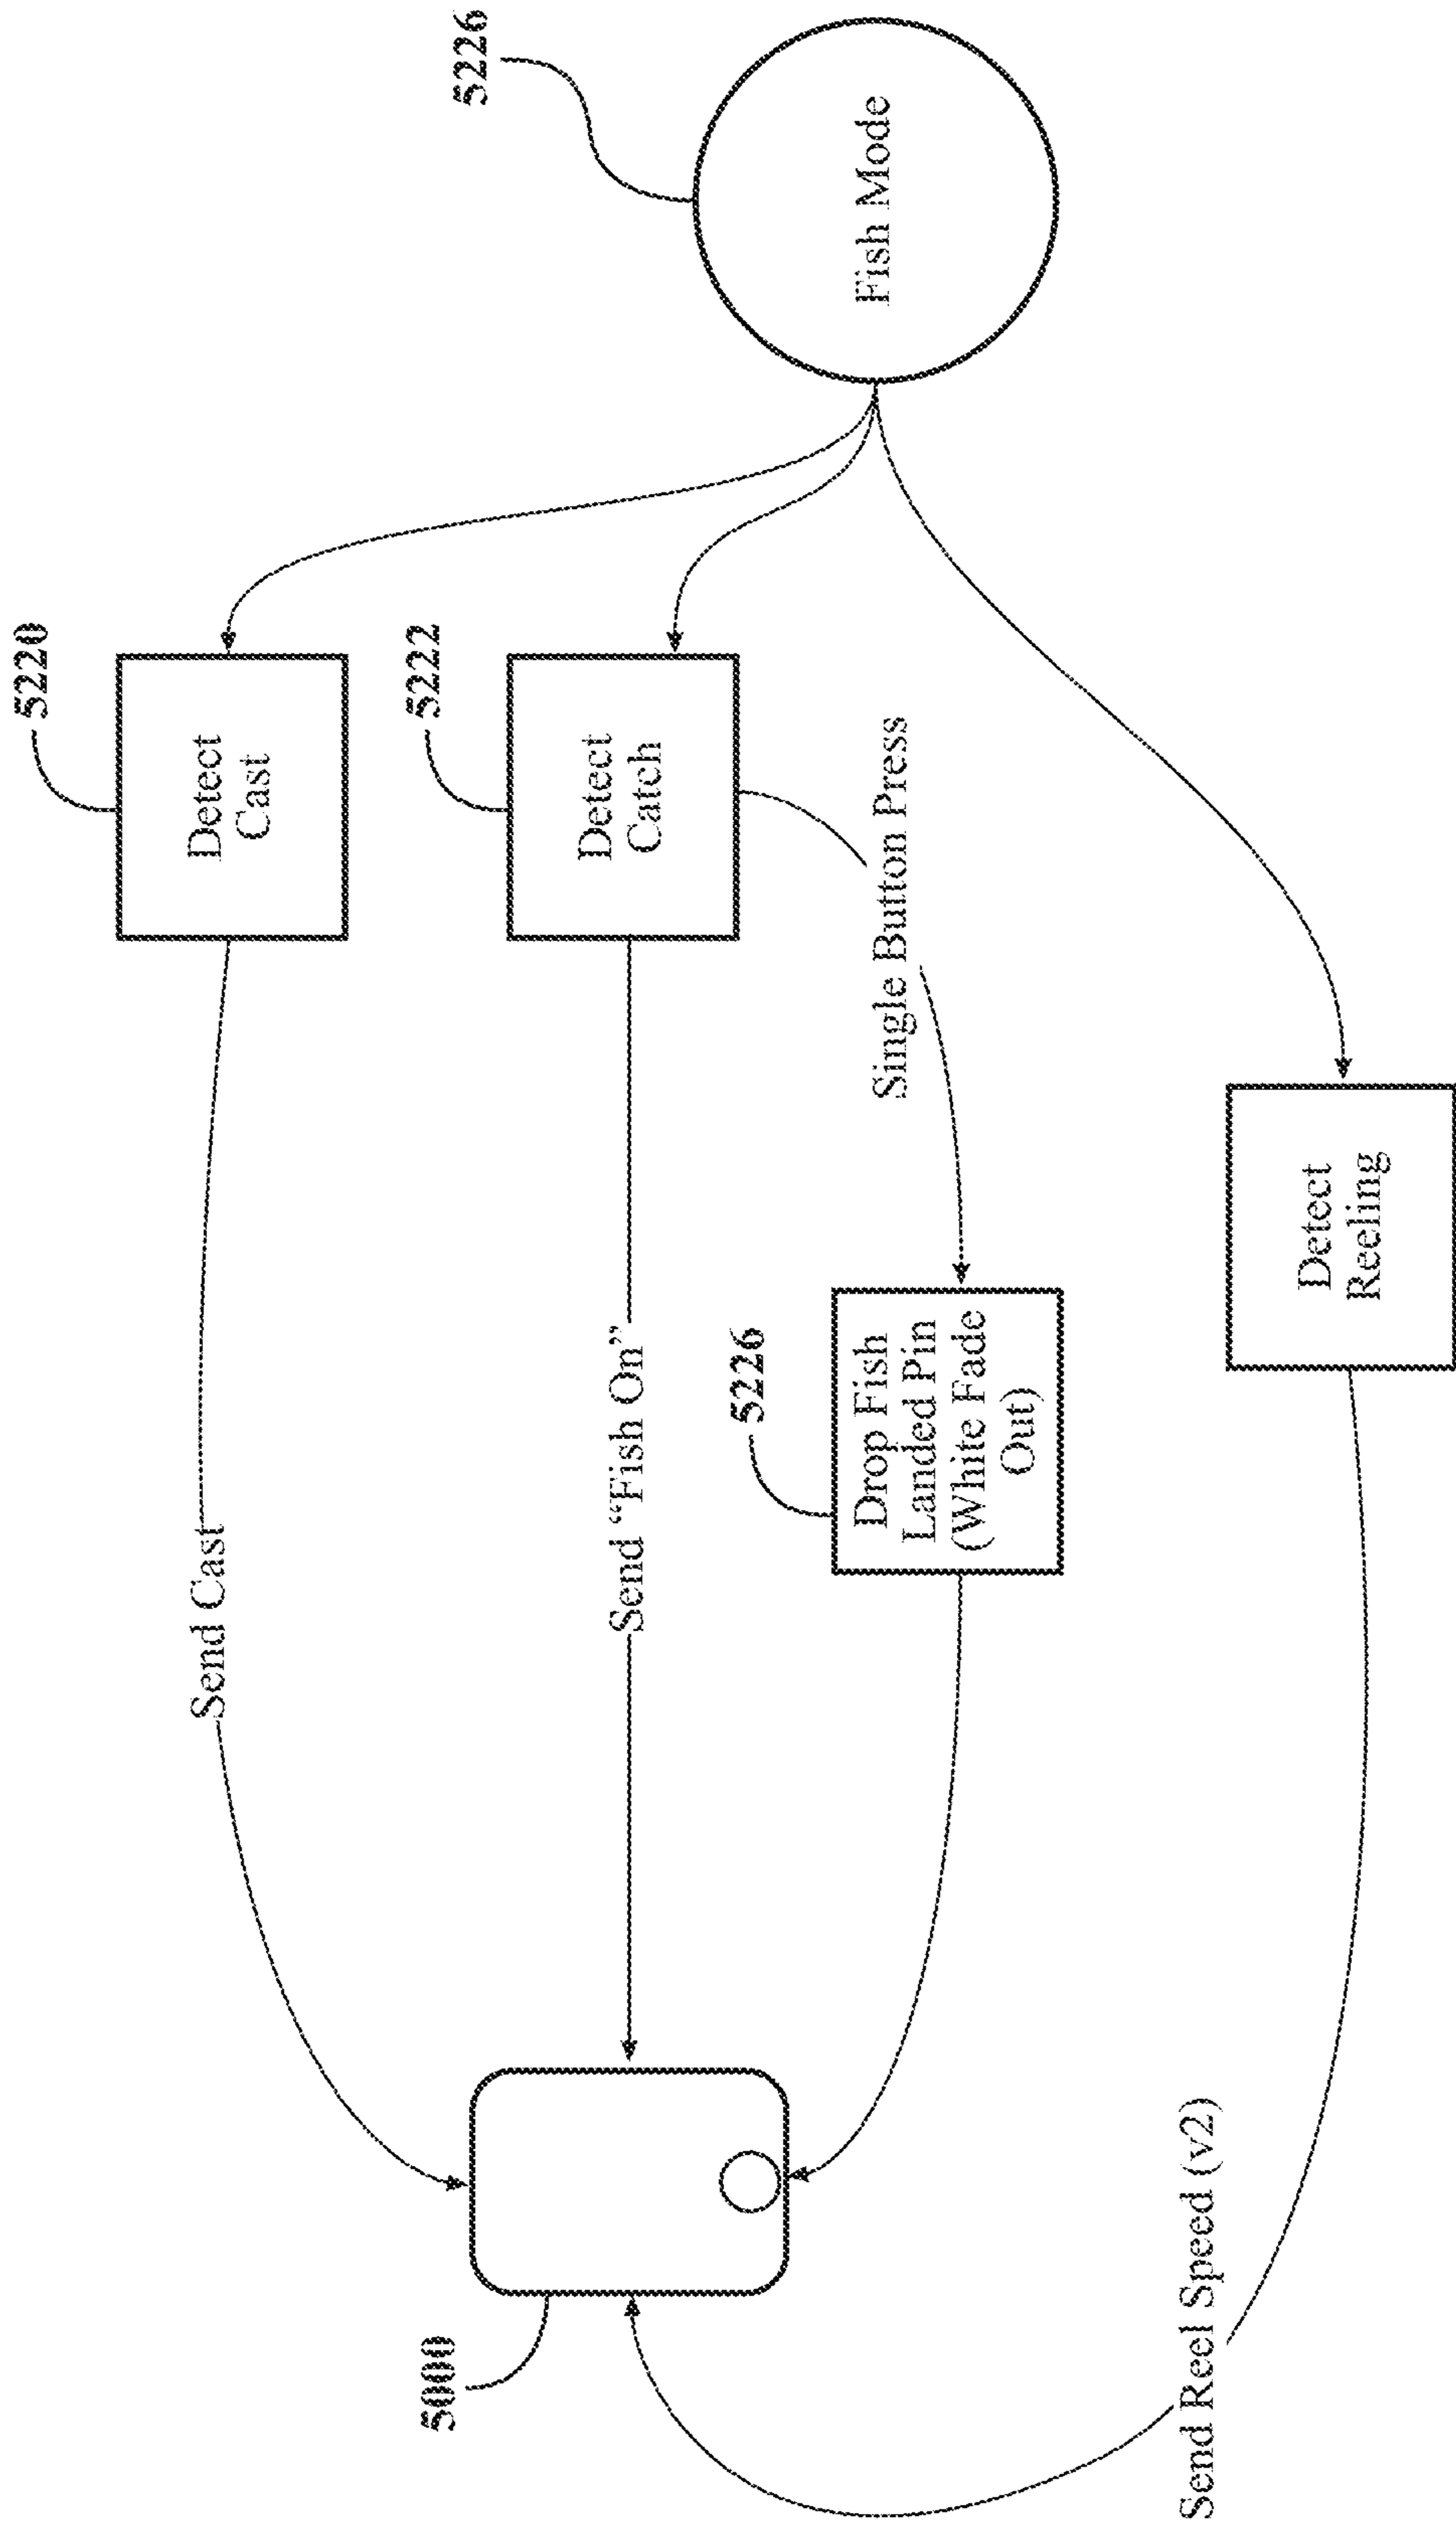 5226
Fish Mode
5220
Detect
Cast
5222
Detect
Catch
Single Button Press
Detect
Reeling
5226
Drop Fish
Landed Pin
(White Fade
Out)
Send Cast
Send “Fish On”
5000
Send Reel Speed (v2)